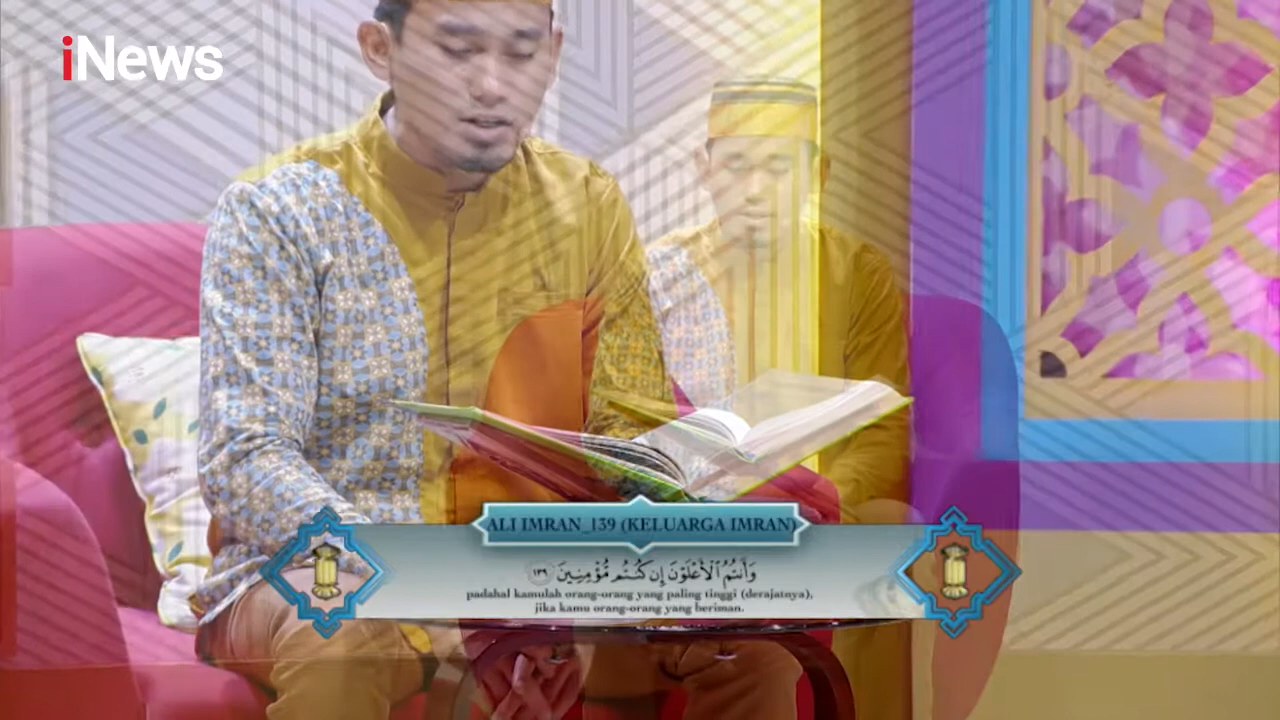 iNews
ALI IMRAN_139 (KELUARGA IMRAN)
وَأَنتُمُ ٱلْأَعْلَوْنَ إِن كُنتُم مُّؤْمِنِينَ ١٣٩
padahal kamulah orang-orang yang paling tinggi (derajatnya),
jika kamu orang-orang yang beriman.